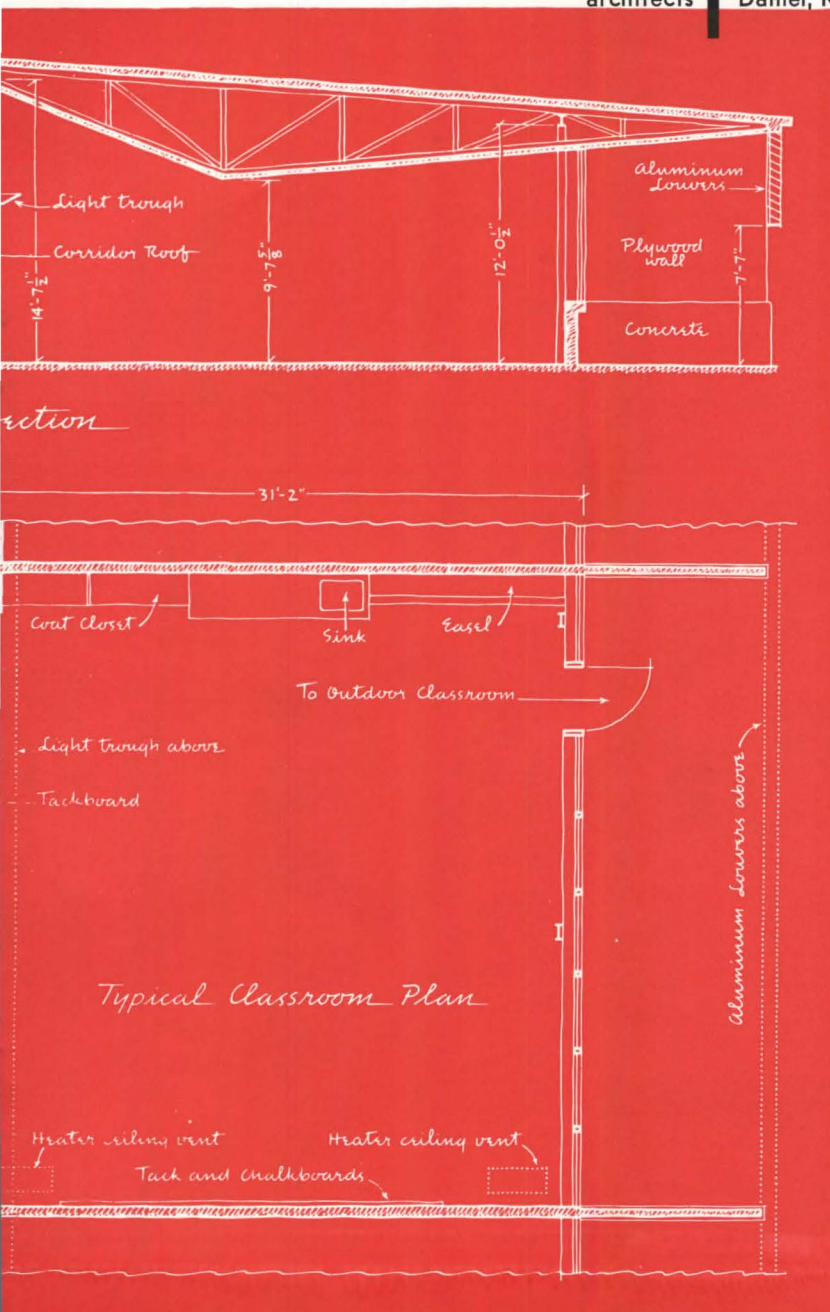 architects
Daniel,
Light trough
Corridor Roof
14'-7½"
9'-7⅝"
12'-0½"
Aluminum
Louvers
Plywood
wall
7'-7"
Concrete
ection
31'-2"
Coat Closet
Sink
Easel
To Outdoor Classroom
Light trough above
Tackboard
Aluminum Louvers above
Typical Classroom Plan
Heater ceiling vent
Heater ceiling vent
Tack and Chalkboards